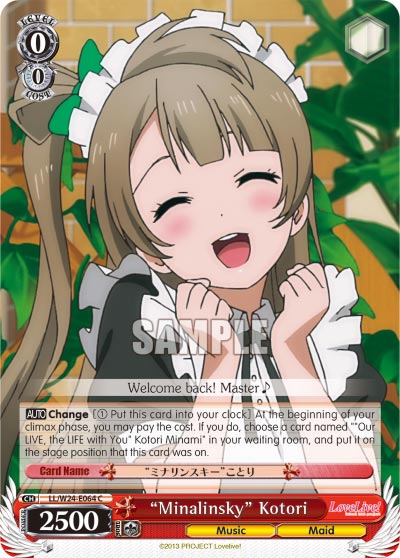 LEVEL
0
0
COST
SAMPLE
Welcome back! Master♪
AUTO Change [① Put this card into your clock] At the beginning of your
climax phase, you may pay the cost. If you do, choose a card named ""Our
LIVE, the LIFE with You" Kotori Minami" in your waiting room, and put it on
the stage position that this card was on.
Card Name
"ミナリンスキー"ことり
CH
LL/W24-E064 C
2500
POWER
SOUL
"Minalinsky" Kotori
LoveLive!
Music
Maid
©2013 PROJECT Lovelive!